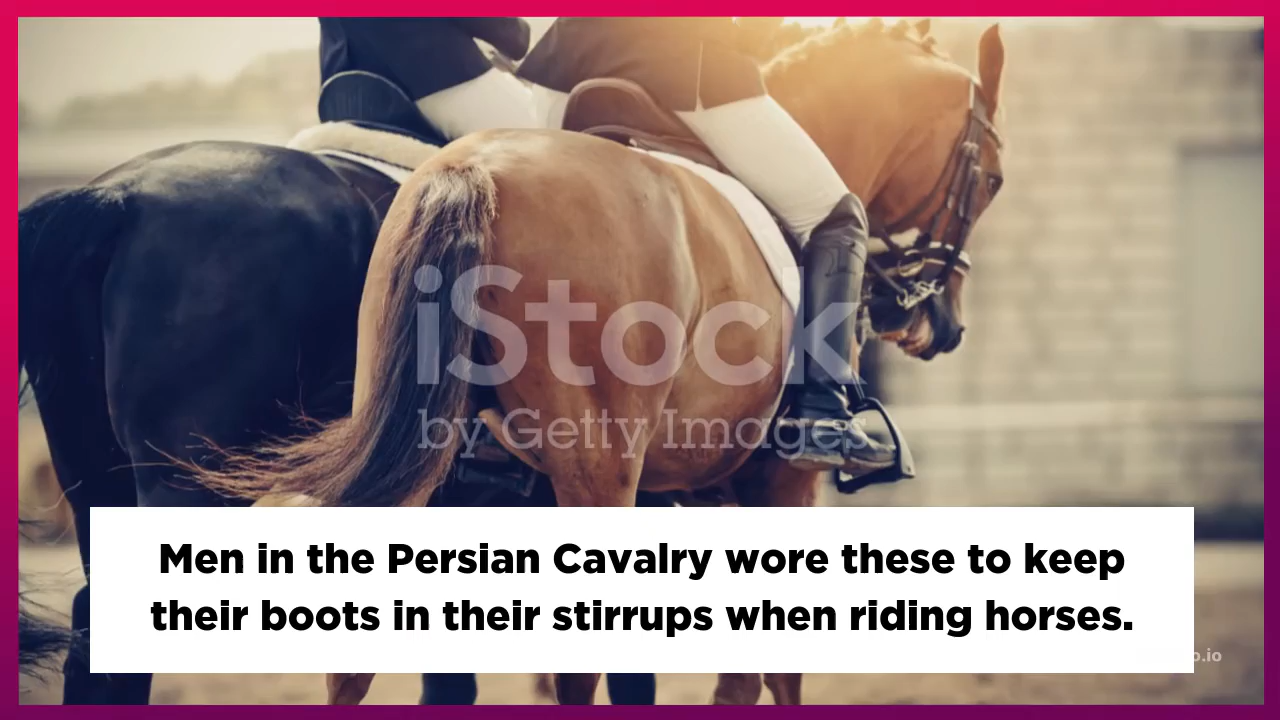 iStock
by Getty Images
Men in the Persian Cavalry wore these to keep
their boots in their stirrups when riding horses.